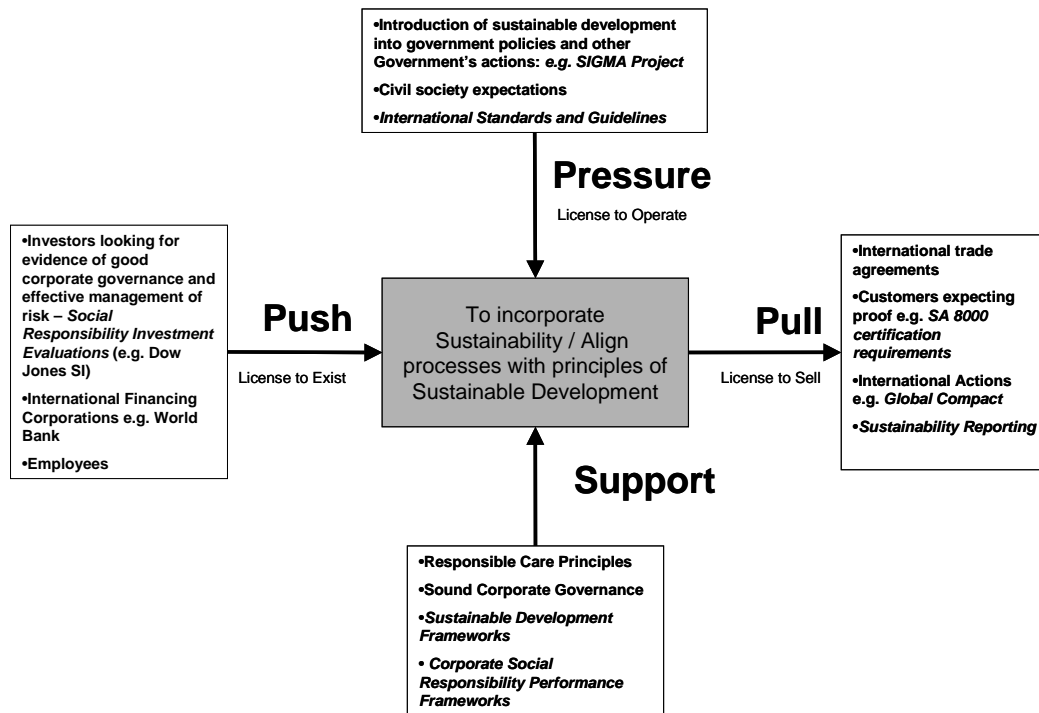 •Introduction of sustainable development
into government policies and other
Government's actions: e.g. SIGMA Project
•Civil society expectations
•International Standards and Guidelines
Pressure
License to Operate
•Investors looking for
evidence of good
corporate governance and
effective management of
risk – Social
Responsibility Investment
Evaluations (e.g. Dow
Jones SI)
•International Financing
Corporations e.g. World
Bank
•Employees
Push
License to Exist
To incorporate
Sustainability / Align
processes with principles of
Sustainable Development
Pull
License to Sell
•International trade
agreements
•Customers expecting
proof e.g. SA 8000
certification
requirements
•International Actions
e.g. Global Compact
•Sustainability Reporting
Support
•Responsible Care Principles
•Sound Corporate Governance
•Sustainable Development
Frameworks
• Corporate Social
Responsibility Performance
Frameworks